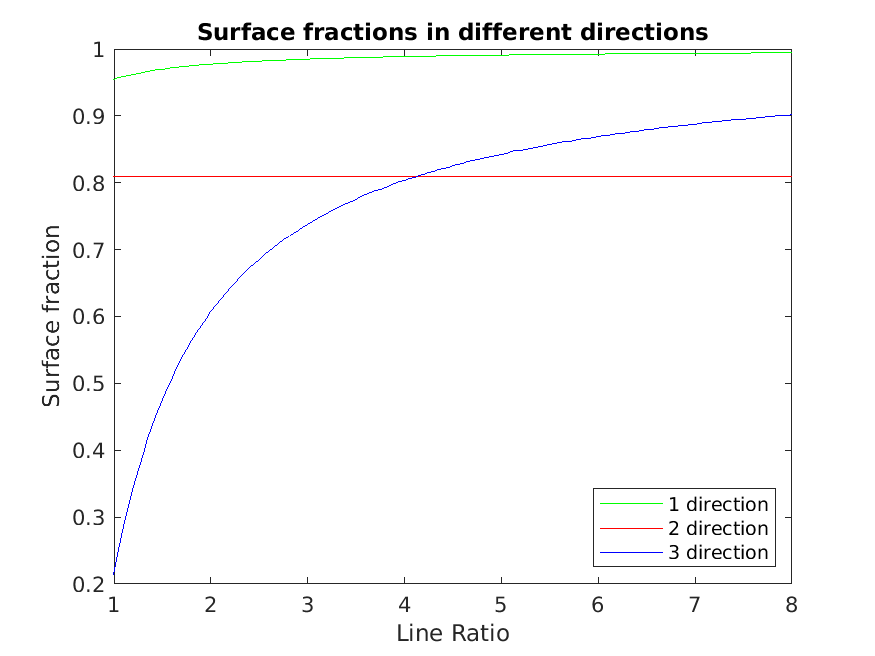 Surface fractions in different directions
1
0.9
0.8
0.7
0.6
0.5
0.4
0.3
0.2
Surface fraction
1 direction
2 direction
3 direction
1 2 3 4 5 6 7 8
Line Ratio